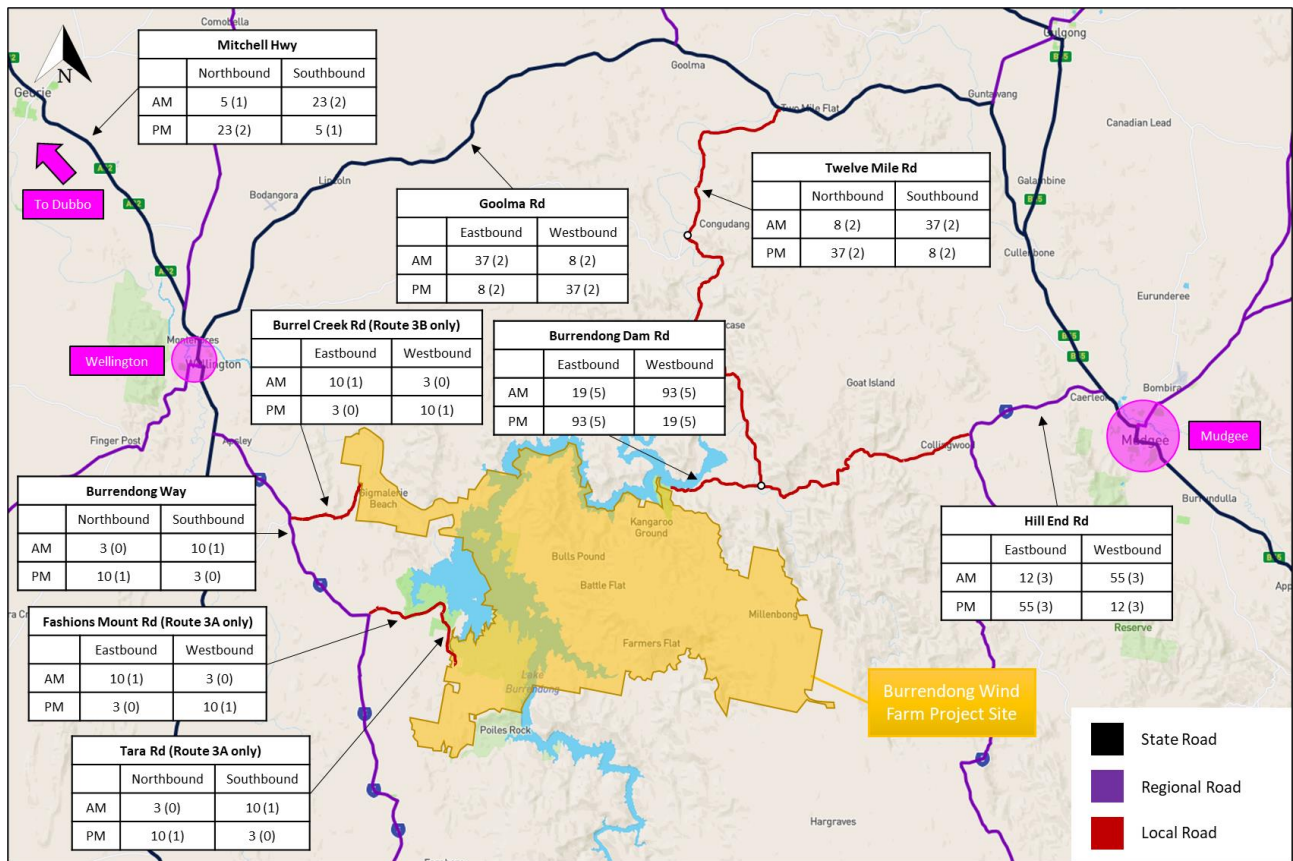 Comobella
Gulgong
Mitchell Hwy
Northbound Southbound
AM 5 (1) 23 (2)
PM 23 (2) 5 (1)
N
Geurie
Goolma
Two Mile Flat
Guntawang
Canadian Lead
To Dubbo
Bodangora
Lincoln
Galambine
Twelve Mile Rd
Northbound Southbound
AM 8 (2) 37 (2)
PM 37 (2) 8 (2)
Goolma Rd
Eastbound Westbound
AM 37 (2) 8 (2)
PM 8 (2) 37 (2)
Congudang
Cullenbone
Eurunderee
Burrel Creek Rd (Route 3B only)
Eastbound Westbound
AM 10 (1) 3 (0)
PM 3 (0) 10 (1)
Burrendong Dam Rd
Eastbound Westbound
AM 19 (5) 93 (5)
PM 93 (5) 19 (5)
Wellington
Wellington
Goat Island
Bombira
Caerleon
Mudgee
Mudgee
Finger Post
Apsley
Collingwood
Burrundulla
Burrendong Way
Northbound Southbound
AM 3 (0) 10 (1)
PM 10 (1) 3 (0)
Sigmalerie
Beach
Kangaroo
Ground
Bulls Pound
Battle Flat
Millenbong
Farmers Flat
Hill End Rd
Eastbound Westbound
AM 12 (3) 55 (3)
PM 55 (3) 12 (3)
Reserve
Fashions Mount Rd (Route 3A only)
Eastbound Westbound
AM 10 (1) 3 (0)
PM 3 (0) 10 (1)
Lake
Burrendong
Poiles Rock
Burrendong Wind
Farm Project Site
Tara Rd (Route 3A only)
Northbound Southbound
AM 3 (0) 10 (1)
PM 10 (1) 3 (0)
Hargraves
State Road
Regional Road
Local Road